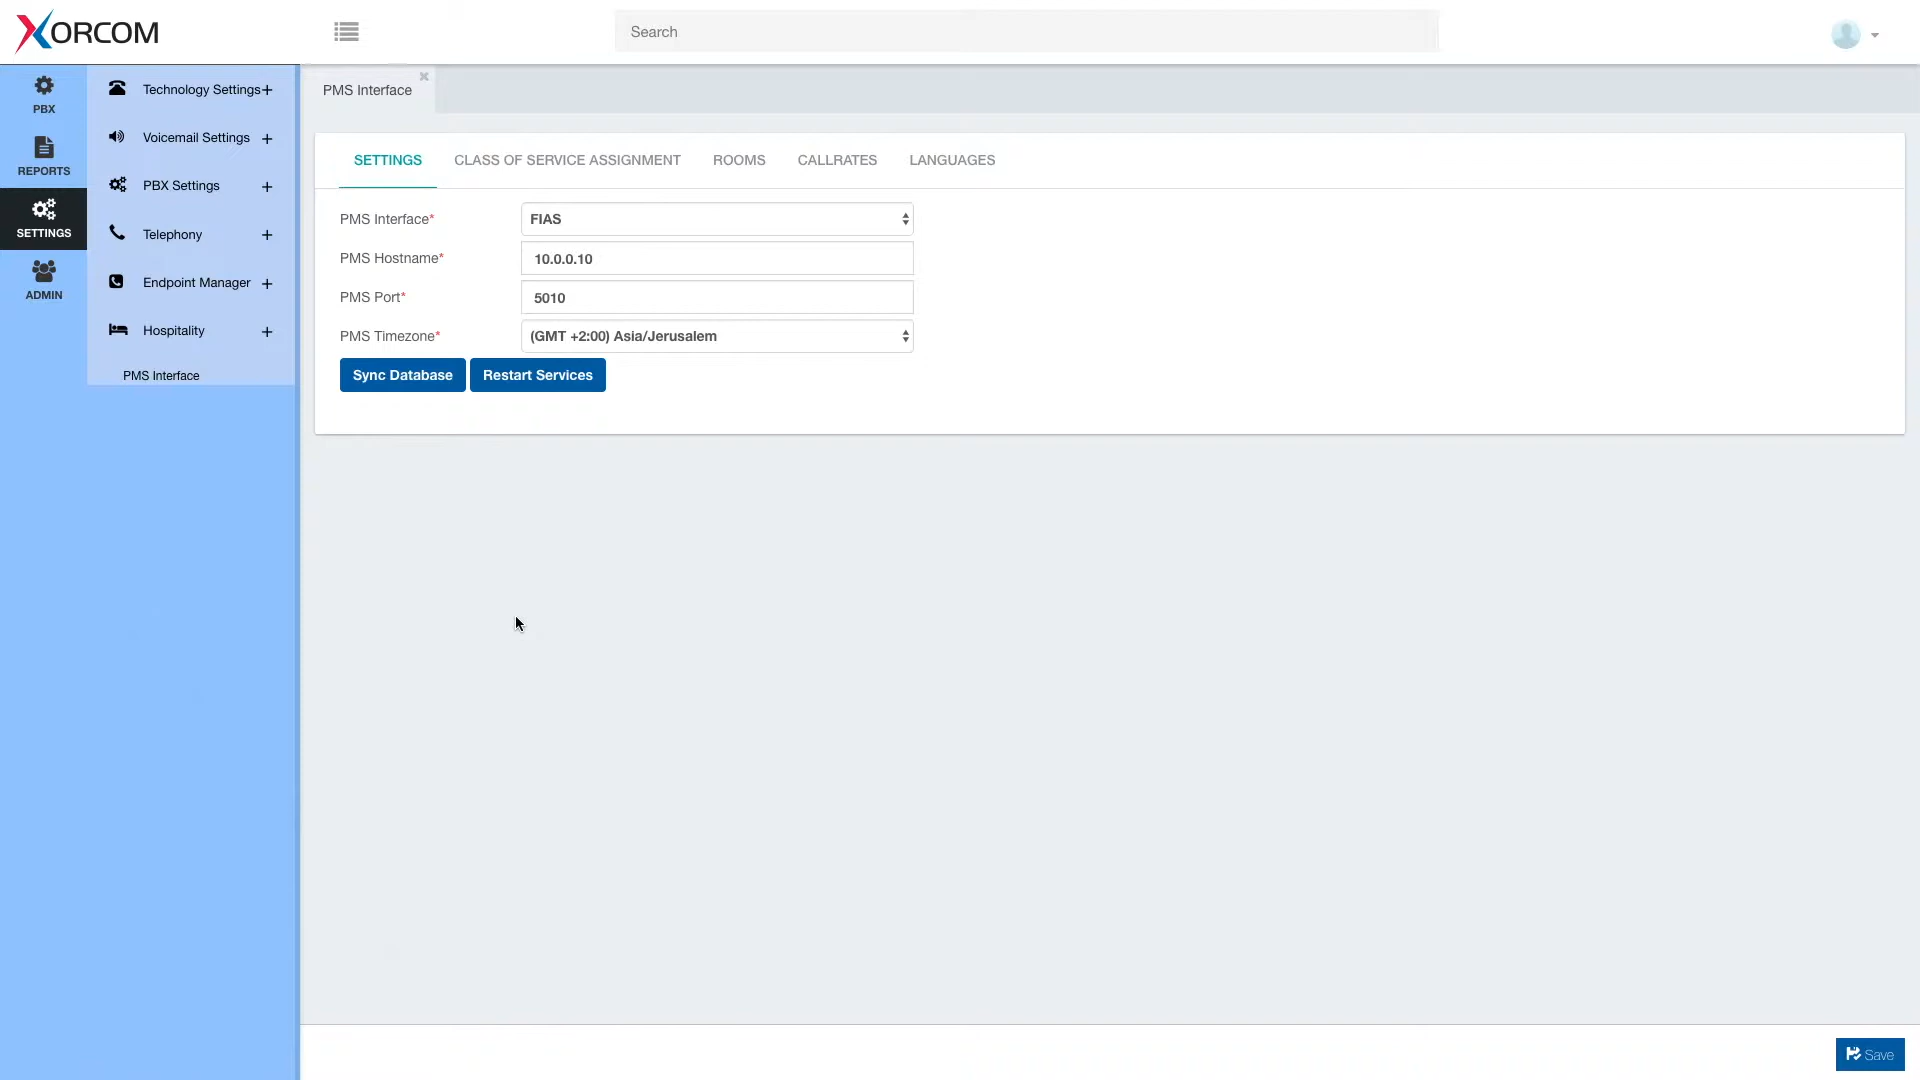 XORCOM
Search
PBX
REPORTS
SETTINGS
ADMIN
Technology Settings+
Voicemail Settings +
PBX Settings +
Telephony +
Endpoint Manager +
Hospitality +
PMS Interface
PMS Interface
SETTINGS CLASS OF SERVICE ASSIGNMENT ROOMS CALLRATES LANGUAGES
PMS Interface* FIAS
PMS Hostname* 10.0.0.10
PMS Port* 5010
PMS Timezone* (GMT +2:00) Asia/Jerusalem
Sync Database Restart Services
Save